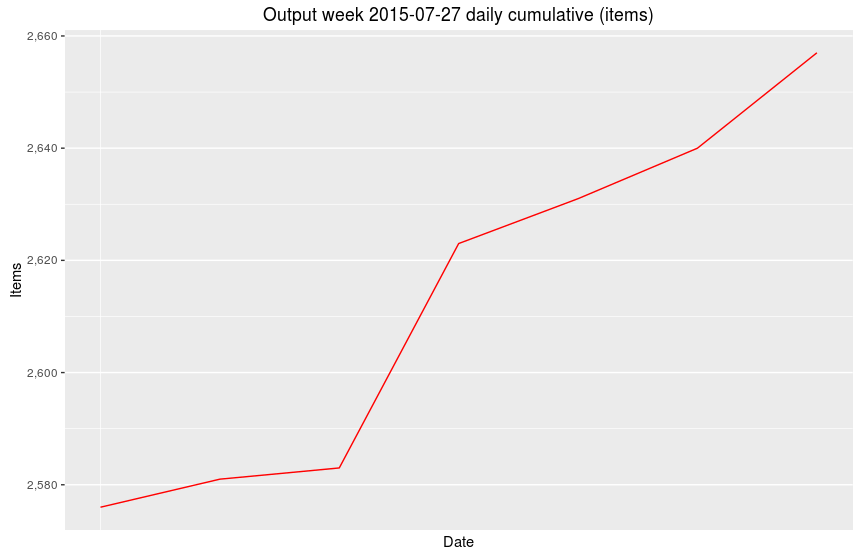 Output week 2015-07-27 daily cumulative (items)
2,660
2,640
2,620
2,600
2,580
Items
Date